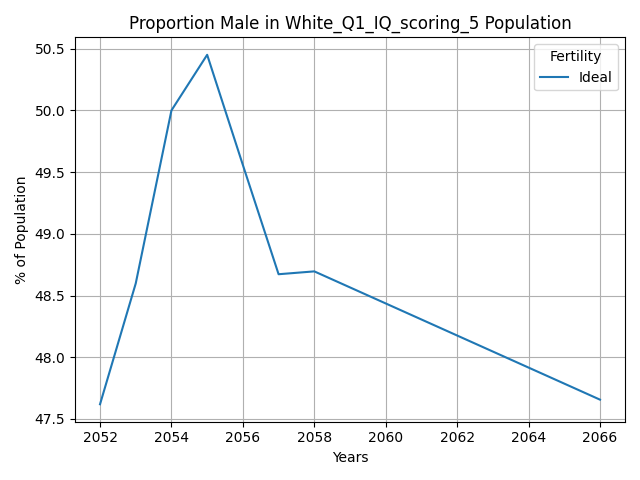 Proportion Male in White_Q1_IQ_scoring_5 Population
Fertility
Ideal
50.5
50.0
49.5
49.0
48.5
48.0
47.5
% of Population
2052 2054 2056 2058 2060 2062 2064 2066
Years